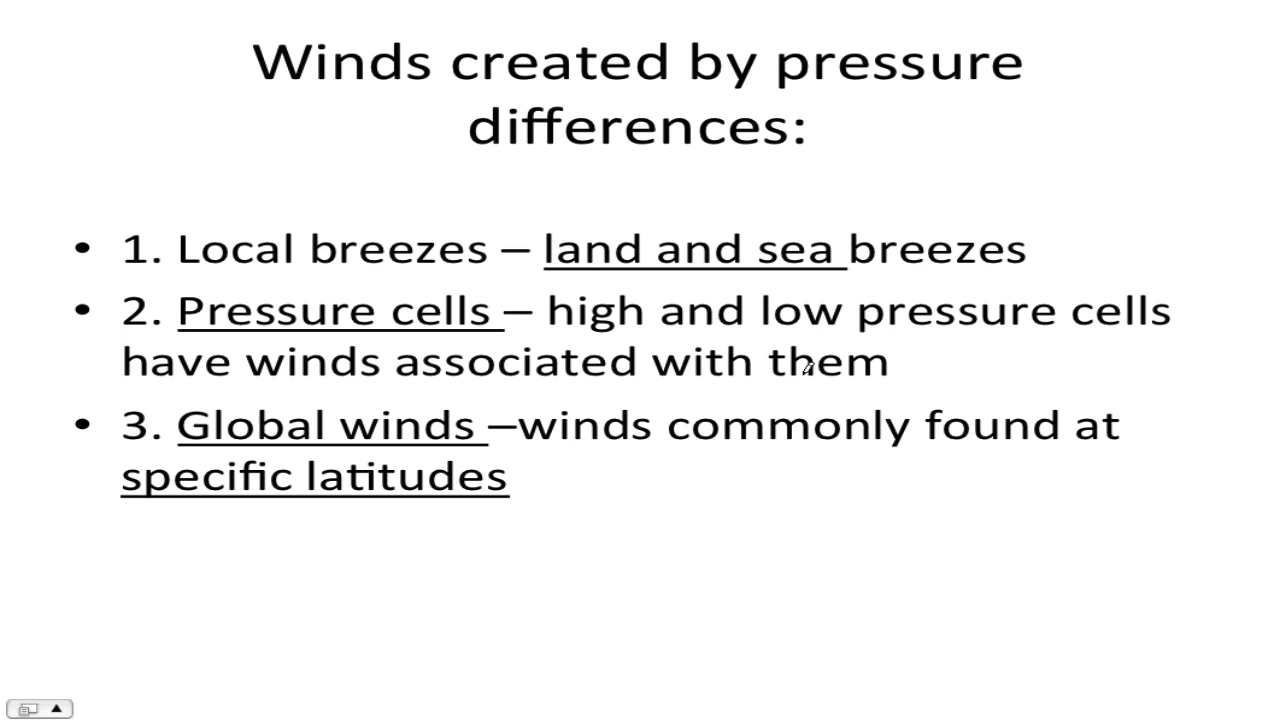 Winds created by pressure
differences:
• 1. Local breezes – land and sea breezes
• 2. Pressure cells – high and low pressure cells
have winds associated with them
• 3. Global winds –winds commonly found at
specific latitudes